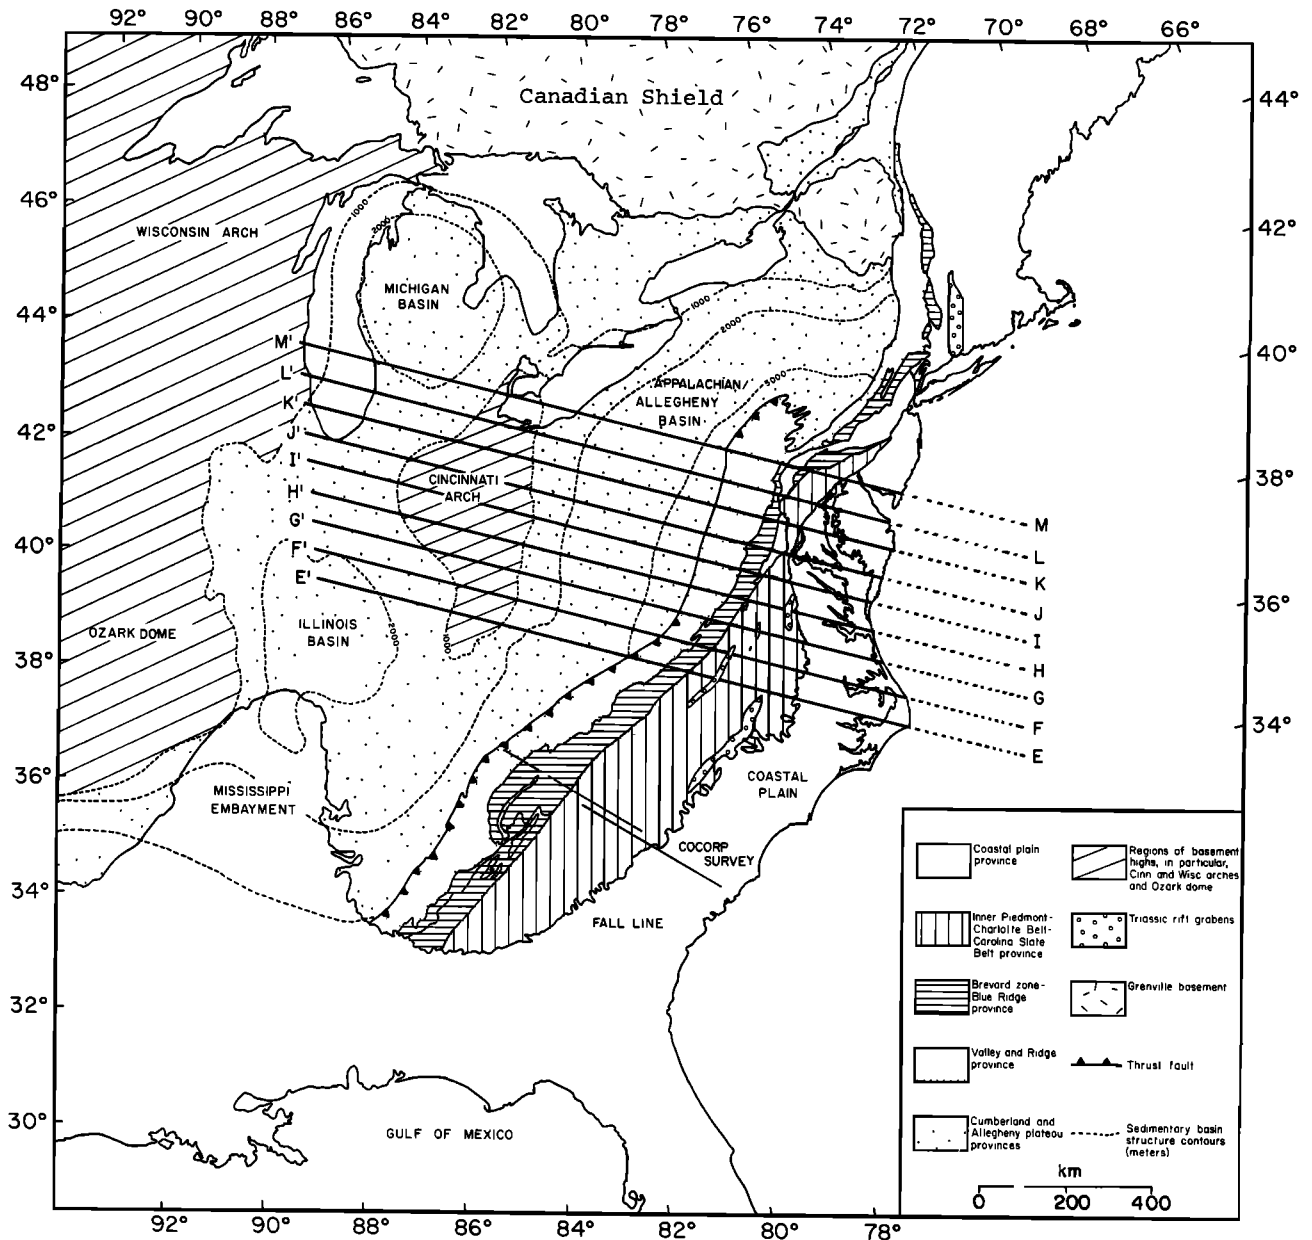 92° 90° 88° 86° 84° 82° 80° 78° 76° 74° 72° 70° 68° 66°
48°
46°
44°
42°
40°
38°
36°
34°
32°
30°
44°
42°
40°
38°
36°
34°
Canadian Shield
WISCONSIN ARCH
1000
2000
MICHIGAN
BASIN
1000
2000
3000
APPALACHIAN/
ALLEGHENY
BASIN
M'
L'
K'
J'
I'
H'
G'
F'
E'
CINCINNATI
ARCH
M
L
K
J
I
H
G
F
E
OZARK DOME
ILLINOIS
BASIN
2000
1000
MISSISSIPPI
EMBAYMENT
COASTAL
PLAIN
COCORP
SURVEY
FALL LINE
GULF OF MEXICO
Coastal plain
province
Inner Piedmont-
Charlotte Belt-
Carolina Slate
Belt province
Brevard zone-
Blue Ridge
province
Valley and Ridge
province
Cumberland and
Allegheny plateau
provinces
Regions of basement
highs, in particular,
Cinn and Wisc arches
and Ozark dome
Triassic rift grabens
Grenville basement
Thrust fault
Sedimentary basin
structure contours
(meters)
km
0 200 400
92° 90° 88° 86° 84° 82° 80° 78°